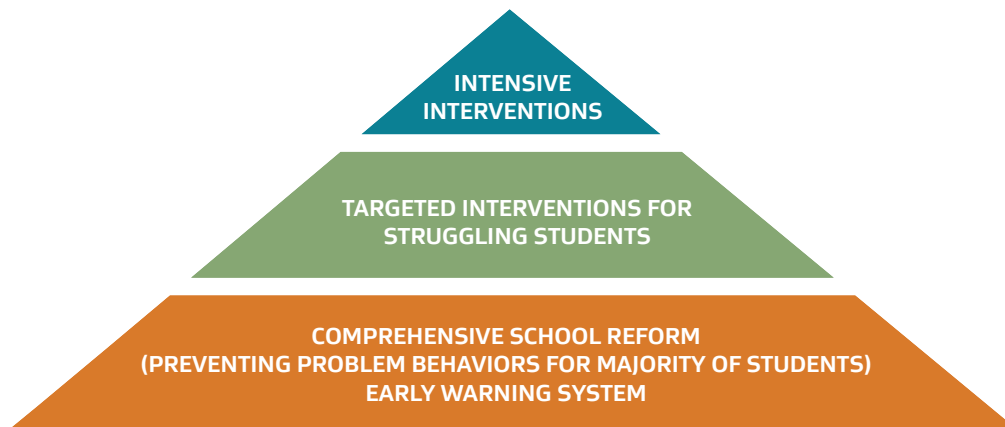 INTENSIVE
INTERVENTIONS
TARGETED INTERVENTIONS FOR
STRUGGLING STUDENTS
COMPREHENSIVE SCHOOL REFORM
(PREVENTING PROBLEM BEHAVIORS FOR MAJORITY OF STUDENTS)
EARLY WARNING SYSTEM